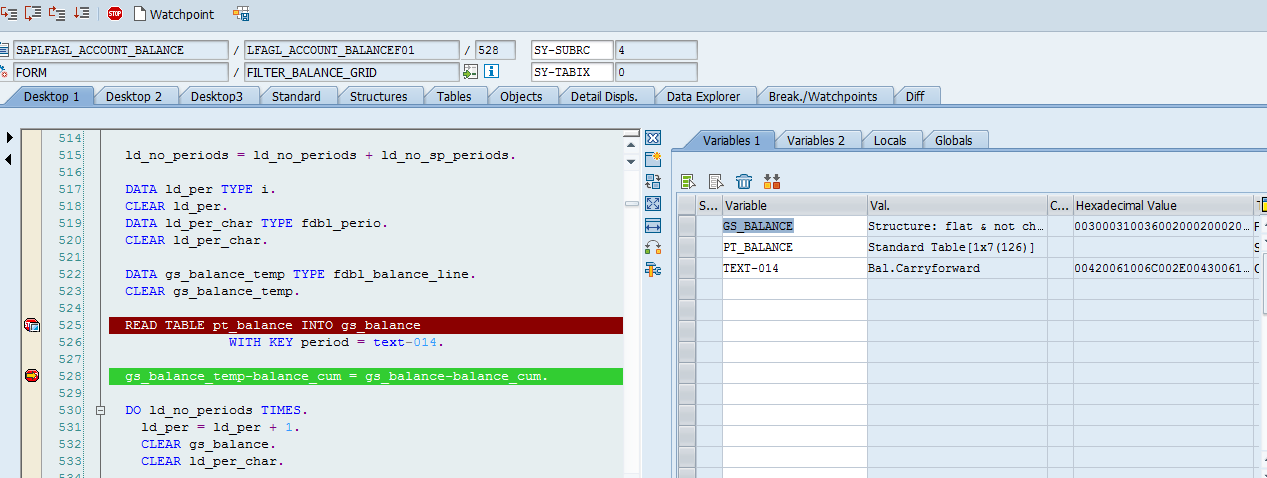 STOP Watchpoint
SAPLFAGL_ACCOUNT_BALANCE / LFAGL_ACCOUNT_BALANCEF01 / 528 SY-SUBRC 4
FORM / FILTER_BALANCE_GRID SY-TABIX 0
Desktop 1 Desktop 2 Desktop3 Standard Structures Tables Objects Detail Displs. Data Explorer Break./Watchpoints Diff
514
515 ld_no_periods = ld_no_periods + ld_no_sp_periods.
516
517 DATA ld_per TYPE i.
518 CLEAR ld_per.
519 DATA ld_per_char TYPE fdbl_perio.
520 CLEAR ld_per_char.
521
522 DATA gs_balance_temp TYPE fdbl_balance_line.
523 CLEAR gs_balance_temp.
524
525 READ TABLE pt_balance INTO gs_balance
526 WITH KEY period = text-014.
527
528 gs_balance_temp-balance_cum = gs_balance-balance_cum.
529
530 DO ld_no_periods TIMES.
531 ld_per = ld_per + 1.
532 CLEAR gs_balance.
533 CLEAR ld_per_char.
Variables 1 Variables 2 Locals Globals
S... Variable Val. C... Hexadecimal Value
GS_BALANCE Structure: flat & not ch... 003000310036002000200020...
PT_BALANCE Standard Table[1x7(126)]
TEXT-014 Bal.Carryforward 00420061006C002E00430061...